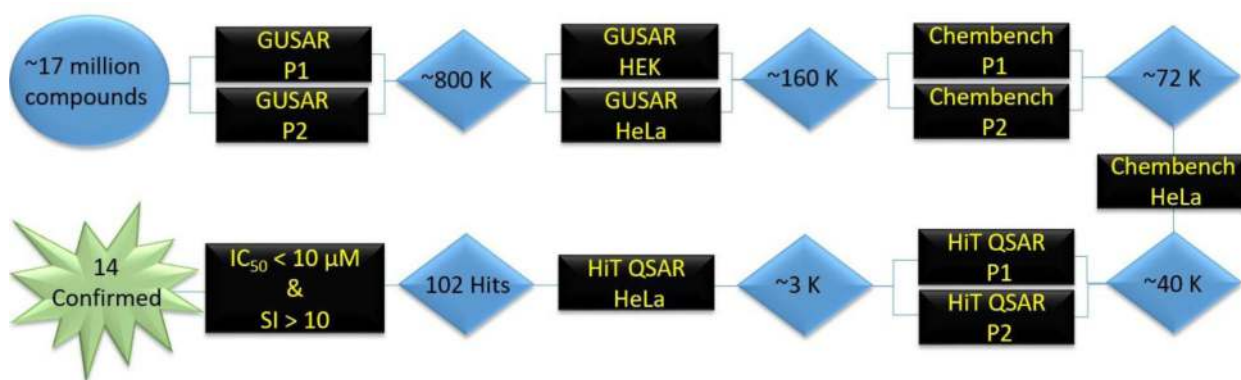 ~17 million
compounds
GUSAR
P1
GUSAR
P2
~800 K
GUSAR
HEK
GUSAR
HeLa
~160 K
Chembench
P1
Chembench
P2
~72 K
Chembench
HeLa
~40 K
HiT QSAR
P1
HiT QSAR
P2
~3 K
HiT QSAR
HeLa
102 Hits
IC₅₀ < 10 µM
&
SI > 10
14
Confirmed